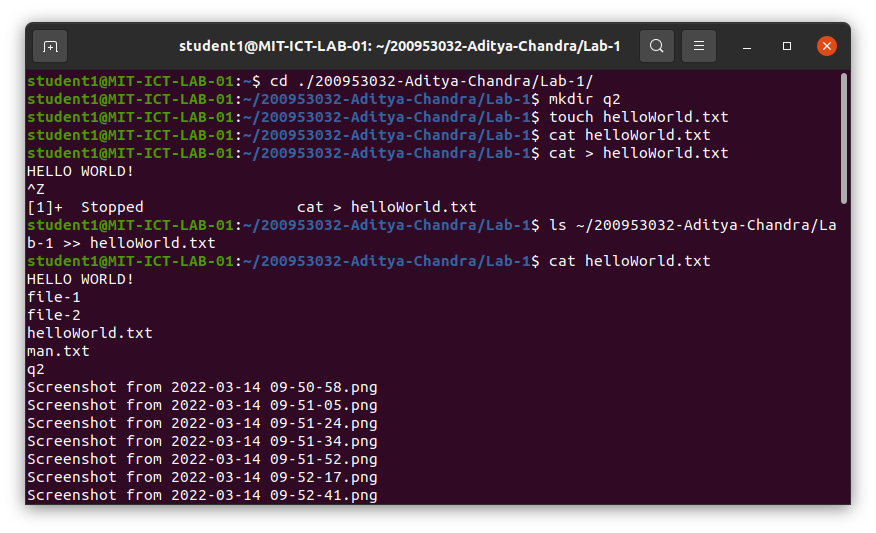 student1@MIT-ICT-LAB-01: ~/200953032-Aditya-Chandra/Lab-1
student1@MIT-ICT-LAB-01:~$ cd ./200953032-Aditya-Chandra/Lab-1/
student1@MIT-ICT-LAB-01:~/200953032-Aditya-Chandra/Lab-1$ mkdir q2
student1@MIT-ICT-LAB-01:~/200953032-Aditya-Chandra/Lab-1$ touch helloWorld.txt
student1@MIT-ICT-LAB-01:~/200953032-Aditya-Chandra/Lab-1$ cat helloWorld.txt
student1@MIT-ICT-LAB-01:~/200953032-Aditya-Chandra/Lab-1$ cat > helloWorld.txt
HELLO WORLD!
^Z
[1]+  Stopped                 cat > helloWorld.txt
student1@MIT-ICT-LAB-01:~/200953032-Aditya-Chandra/Lab-1$ ls ~/200953032-Aditya-Chandra/La
b-1 >> helloWorld.txt
student1@MIT-ICT-LAB-01:~/200953032-Aditya-Chandra/Lab-1$ cat helloWorld.txt
HELLO WORLD!
file-1
file-2
helloWorld.txt
man.txt
q2
Screenshot from 2022-03-14 09-50-58.png
Screenshot from 2022-03-14 09-51-05.png
Screenshot from 2022-03-14 09-51-24.png
Screenshot from 2022-03-14 09-51-34.png
Screenshot from 2022-03-14 09-51-52.png
Screenshot from 2022-03-14 09-52-17.png
Screenshot from 2022-03-14 09-52-41.png